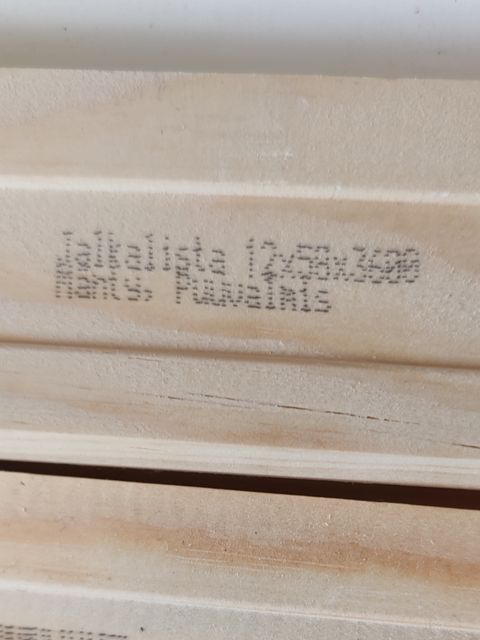 Jalkalista 12x58x3600
Mänty, Puuvalmis